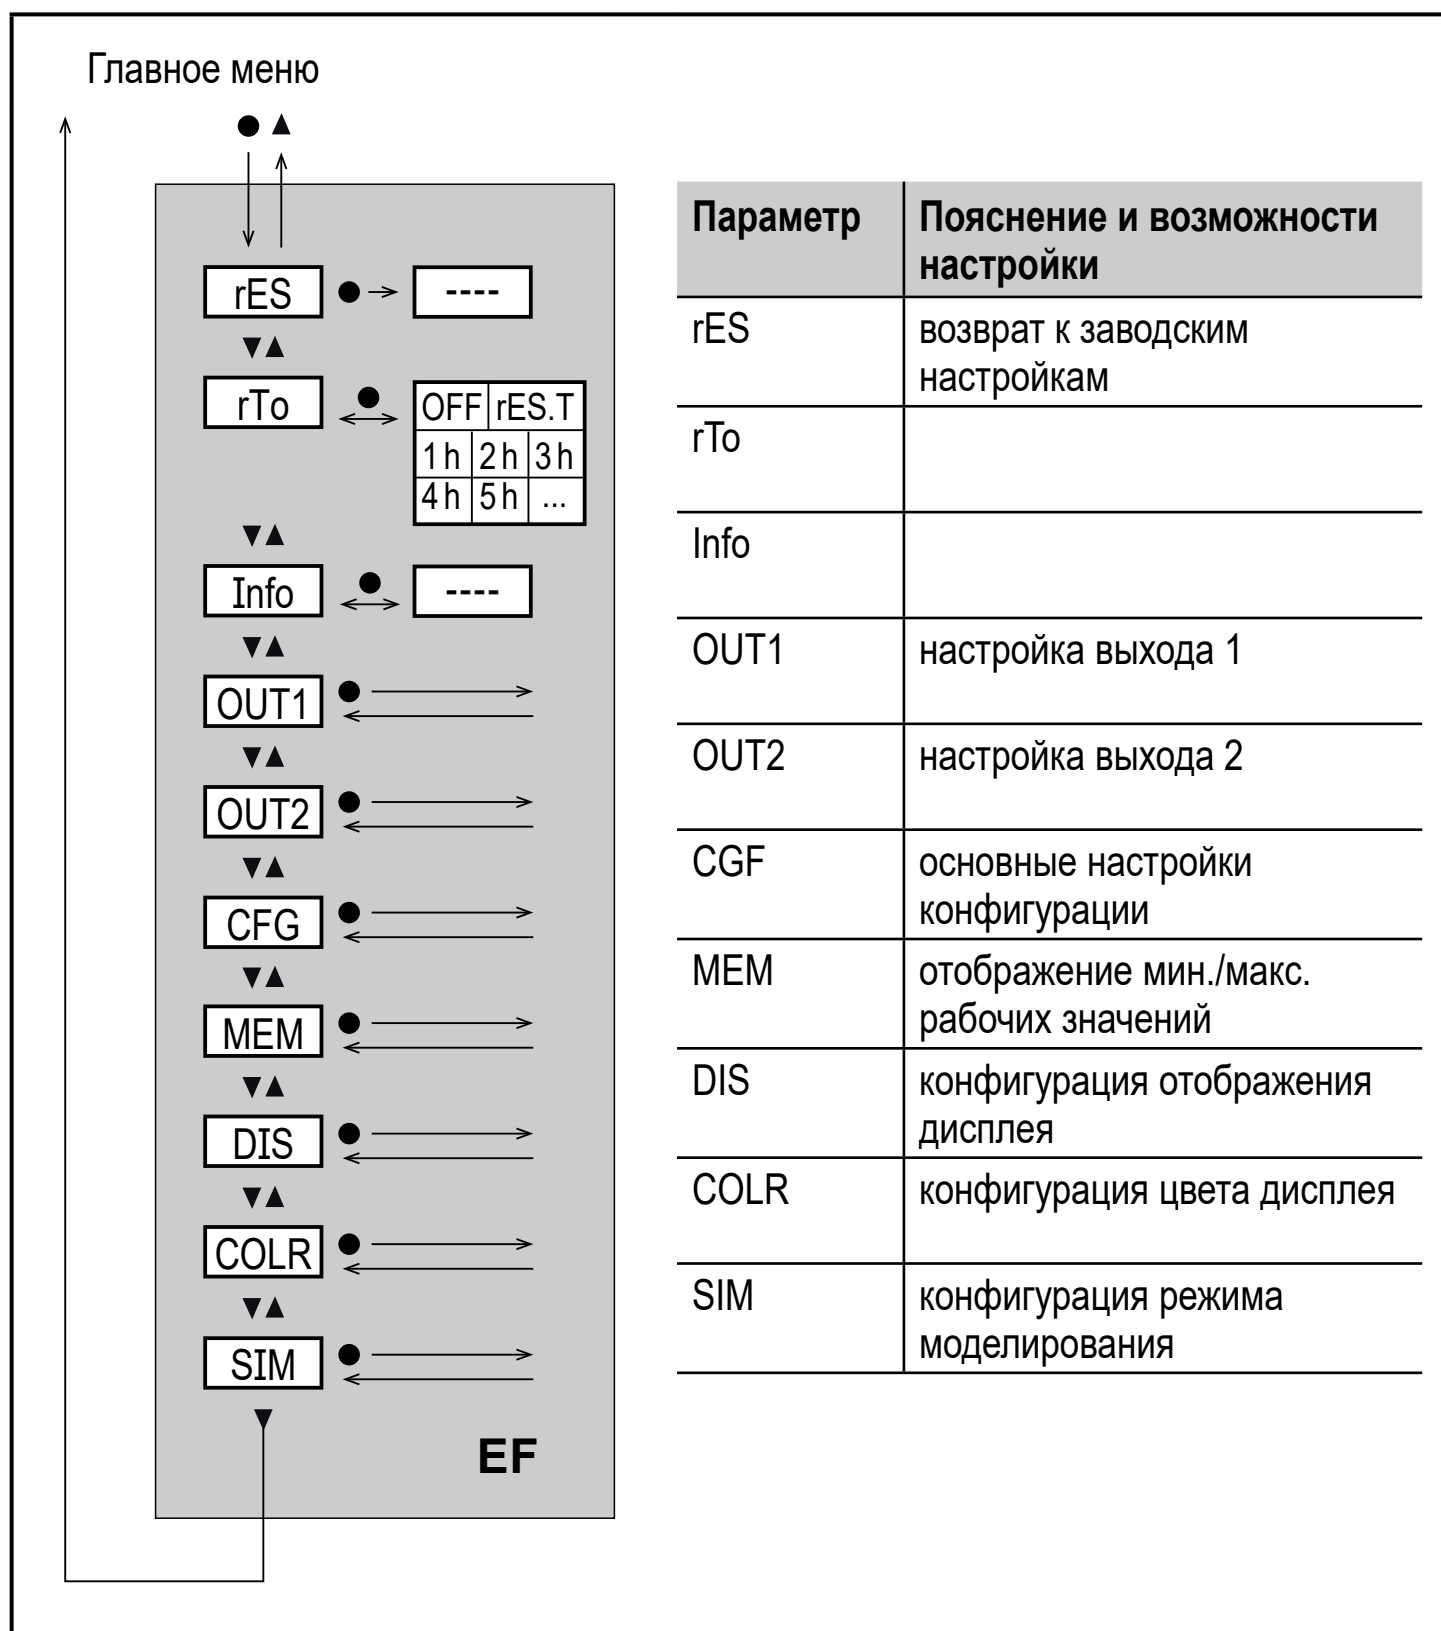 Главное меню
rES
----
rTo
OFF rES.T
1 h 2 h 3 h
4 h 5 h ...
Info
----
OUT1
OUT2
CFG
MEM
DIS
COLR
SIM
EF
Параметр Пояснение и возможности
настройки
rES возврат к заводским
настройкам
rTo
Info
OUT1 настройка выхода 1
OUT2 настройка выхода 2
CGF основные настройки
конфигурации
MEM отображение мин./макс.
рабочих значений
DIS конфигурация отображения
дисплея
COLR конфигурация цвета дисплея
SIM конфигурация режима
моделирования